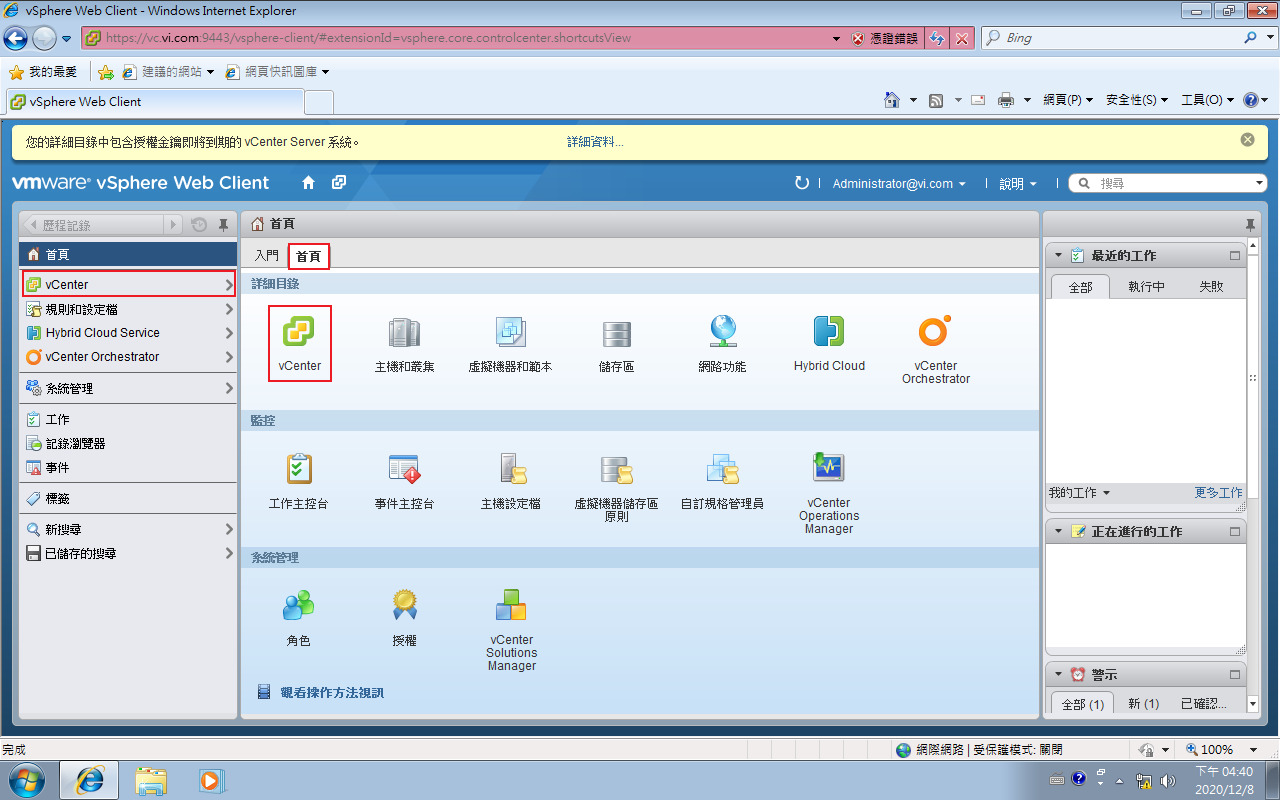 vSphere Web Client - Windows Internet Explorer
https://vc.vi.com:9443/vsphere-client/#extensionId=vsphere.core.controlcenter.shortcutsView
憑證錯誤
Bing
我的最愛
建議的網站
網頁快訊圖庫
vSphere Web Client
網頁(P)
安全性(S)
工具(O)
您的詳細目錄中包含授權金鑰即將到期的 vCenter Server 系統。
詳細資料...
vmware® vSphere Web Client
Administrator@vi.com
說明
搜尋
歷程記錄
首頁
vCenter
規則和設定檔
Hybrid Cloud Service
vCenter Orchestrator
系統管理
工作
記錄瀏覽器
事件
標籤
新搜尋
已儲存的搜尋
首頁
入門
首頁
詳細目錄
vCenter
主機和叢集
虛擬機器和範本
儲存區
網路功能
Hybrid Cloud
vCenter
Orchestrator
監控
工作主控台
事件主控台
主機設定檔
虛擬機器儲存區
原則
自訂規格管理員
vCenter
Operations
Manager
系統管理
角色
授權
vCenter
Solutions
Manager
觀看操作方法視訊
最近的工作
全部
執行中
失敗
我的工作
更多工作
正在進行的工作
警示
全部 (1)
新 (1)
已確認...
完成
網際網路 | 受保護模式: 關閉
100%
下午 04:40
2020/12/8